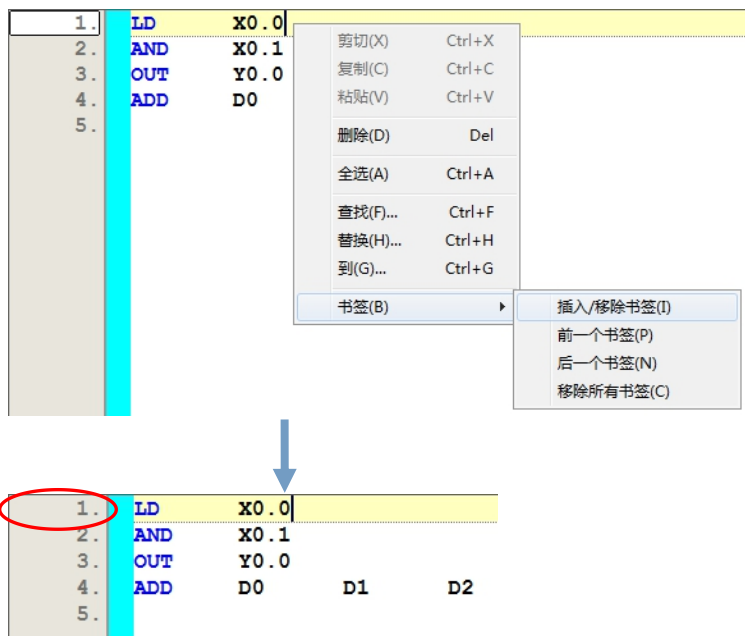 1. LD X0.0
2. AND X0.1
3. OUT Y0.0
4. ADD D0
5.
剪切(X) Ctrl+X
复制(C) Ctrl+C
粘贴(V) Ctrl+V
删除(D) Del
全选(A) Ctrl+A
查找(F)... Ctrl+F
替换(H)... Ctrl+H
到(G)... Ctrl+G
书签(B)
插入/移除书签(I)
前一个书签(P)
后一个书签(N)
移除所有书签(C)
1. LD X0.0
2. AND X0.1
3. OUT Y0.0
4. ADD D0 D1 D2
5.